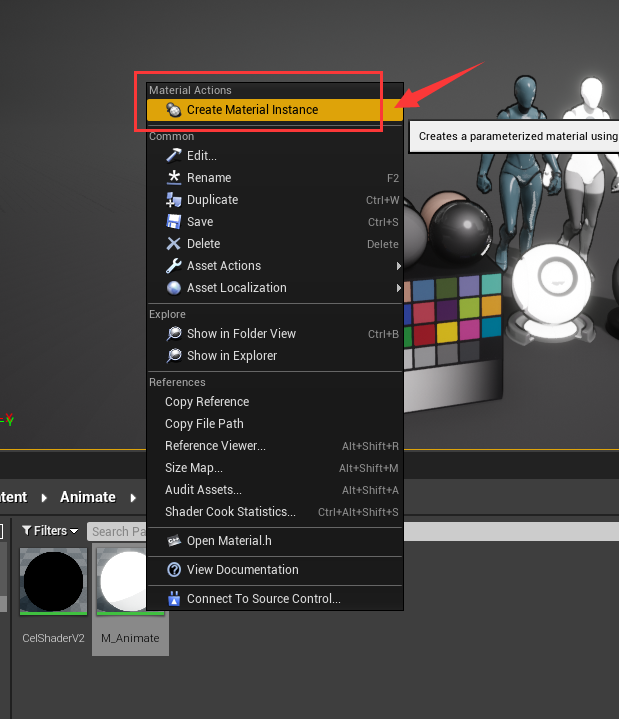 Material Actions
Create Material Instance
Creates a parameterized material using
Common
Edit...
Rename F2
Duplicate Ctrl+W
Save Ctrl+S
Delete Delete
Asset Actions
Asset Localization
Explore
Show in Folder View Ctrl+B
Show in Explorer
References
Copy Reference
Copy File Path
Reference Viewer... Alt+Shift+R
Size Map... Alt+Shift+M
Audit Assets... Alt+Shift+A
Shader Cook Statistics... Ctrl+Alt+Shift+S
Open Material.h
View Documentation
Connect To Source Control...
Y
ntent Animate
Filters Search Pa
CelShaderV2 M_Animate